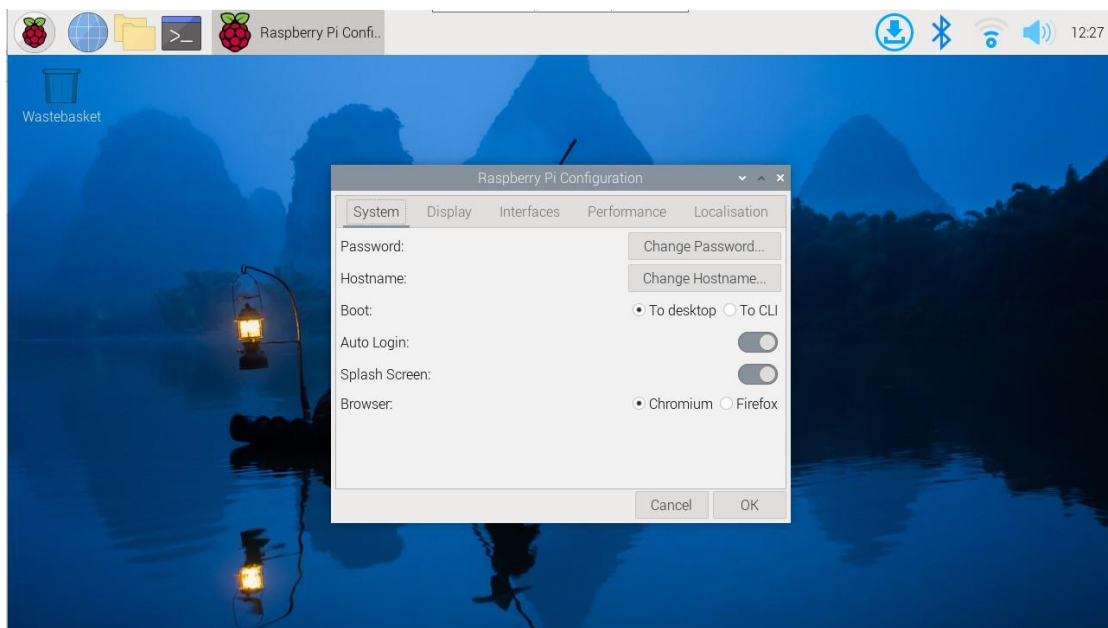 Raspberry Pi Confi..
12:27
Wastebasket
Raspberry Pi Configuration
System Display Interfaces Performance Localisation
Password: Change Password...
Hostname: Change Hostname...
Boot: To desktop To CLI
Auto Login:
Splash Screen:
Browser: Chromium Firefox
Cancel OK